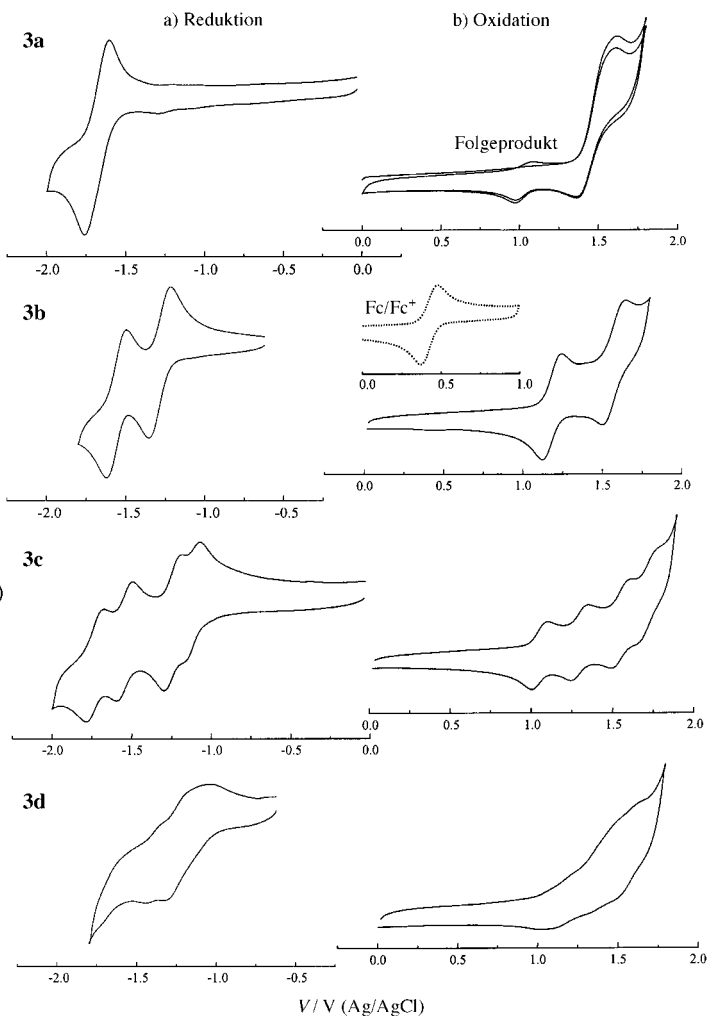 a) Reduktion
b) Oxidation
3a
Folgeprodukt
0.0 0.5 1.0 1.5 2.0
-2.0 -1.5 -1.0 -0.5 0.0
3b
Fc/Fc+
0.0 0.5 1.0
0.0 0.5 1.0 1.5 2.0
-2.0 -1.5 -1.0 -0.5
3c
)
0.0 0.5 1.0 1.5 2.0
-2.0 -1.5 -1.0 -0.5 0.0
3d
-2.0 -1.5 -1.0 -0.5
0.0 0.5 1.0 1.5 2.0
V / V (Ag/AgCl)